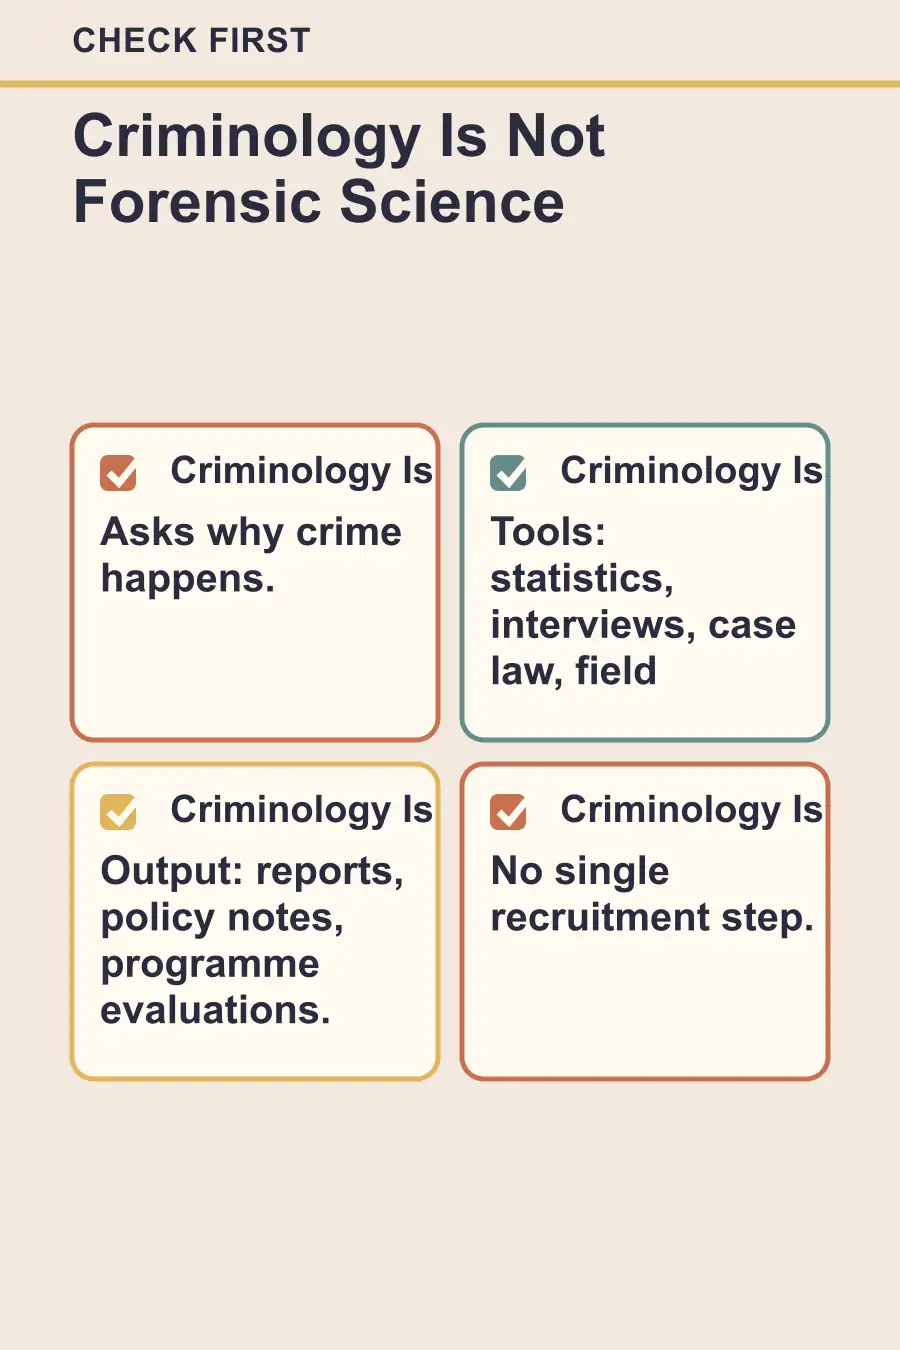 CHECK FIRST
Criminology Is Not
Forensic Science
Criminology Is
Asks why crime
happens.
Criminology Is
Tools:
statistics,
interviews, case
law, field
Criminology Is
Output: reports,
policy notes,
programme
evaluations.
Criminology Is
No single
recruitment step.